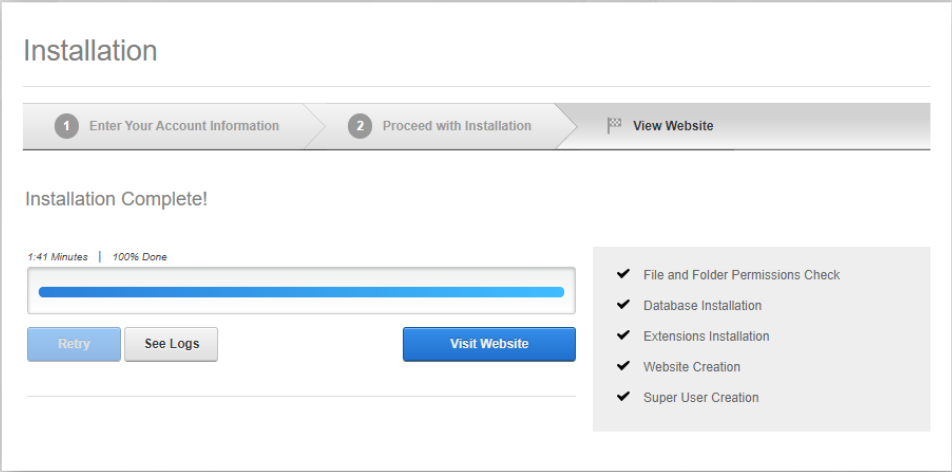 Installation
1 Enter Your Account Information 2 Proceed with Installation View Website
Installation Complete!
1:41 Minutes | 100% Done
Retry See Logs Visit Website
File and Folder Permissions Check
Database Installation
Extensions Installation
Website Creation
Super User Creation